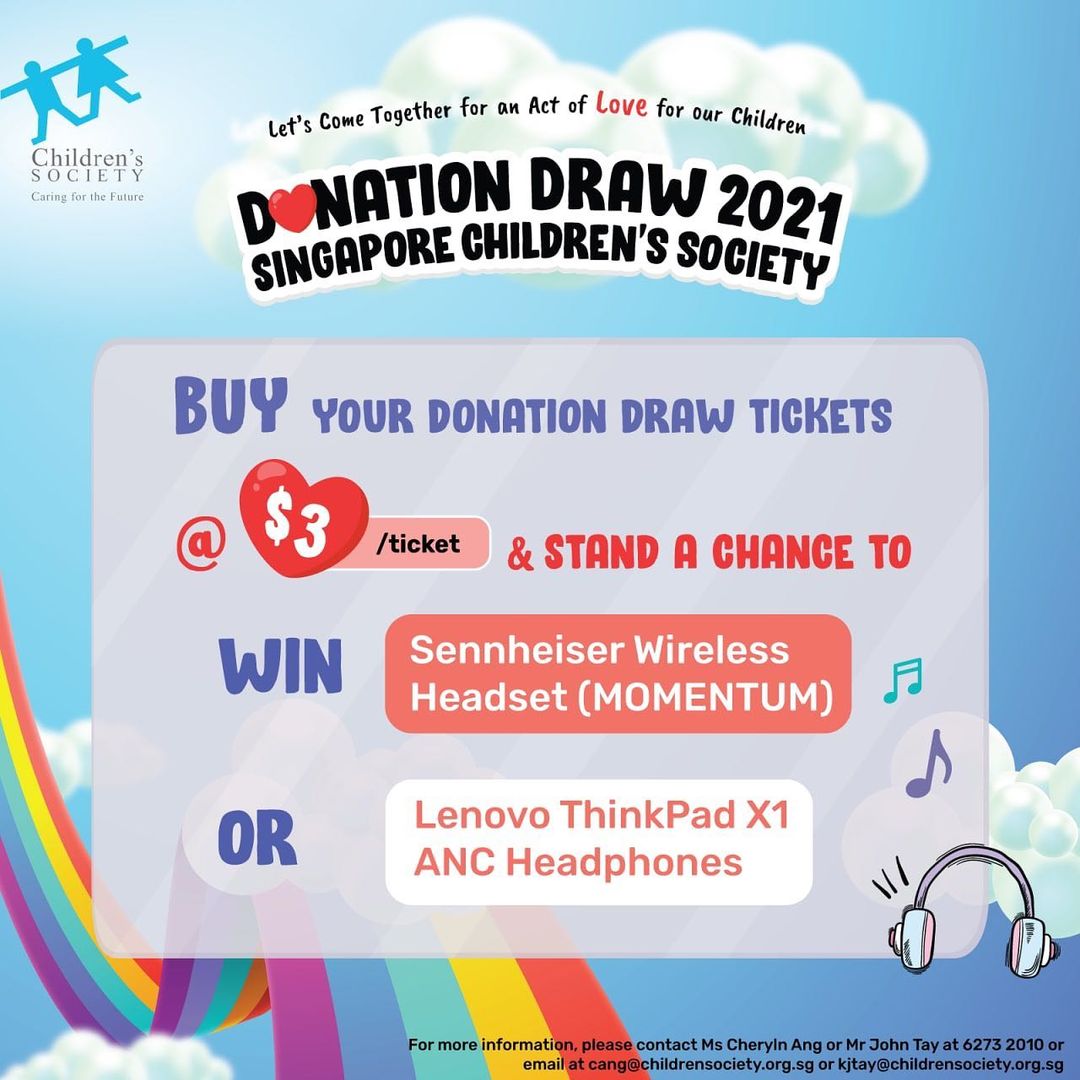 Children's
SOCIETY
Caring for the Future
Let's Come Together for an Act of Love for our Children
DONATION DRAW 2021
SINGAPORE CHILDREN'S SOCIETY
BUY YOUR DONATION DRAW TICKETS
@ $3 /ticket & STAND A CHANCE TO
WIN
Sennheiser Wireless
Headset (MOMENTUM)
OR
Lenovo ThinkPad X1
ANC Headphones
For more information, please contact Ms Cheryln Ang or Mr John Tay at 6273 2010 or
email at cang@childrensociety.org.sg or kjtay@childrensociety.org.sg